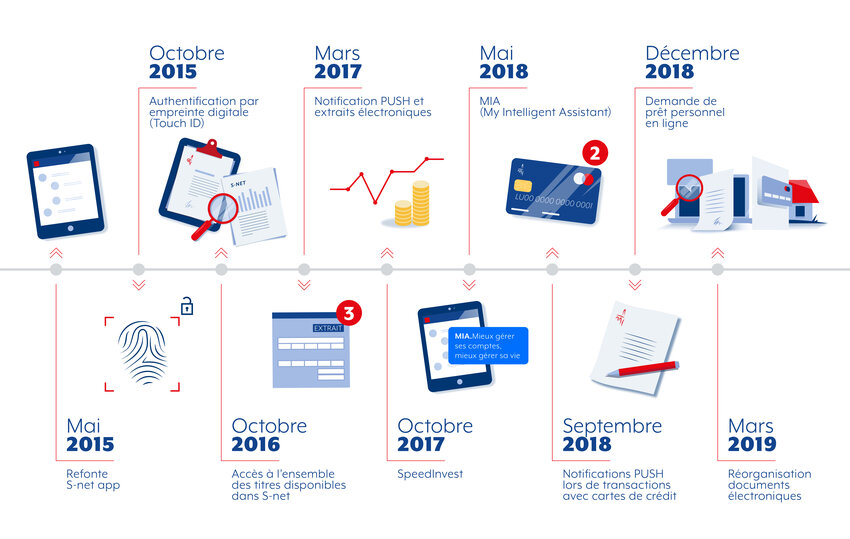 Octobre
2015
Authentification par
empreinte digitale
(Touch ID)
Mars
2017
Notification PUSH et
extraits électroniques
Mai
2018
MIA
(My Intelligent Assistant)
Décembre
2018
Demande de
prêt personnel
en ligne
S-NET
2
LUGO 0000 0000 0001
3
EXTRAIT
MIA.Mieux gérer
ses comptes,
mieux gérer sa vie
Mai
2015
Refonte
S-net app
Octobre
2016
Accès à l'ensemble
des titres disponibles
dans S-net
Octobre
2017
SpeedInvest
Septembre
2018
Notifications PUSH
lors de transactions
avec cartes de crédit
Mars
2019
Réorganisation
documents
électroniques